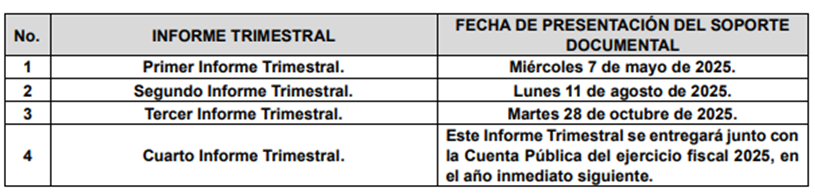 No. INFORME TRIMESTRAL FECHA DE PRESENTACIÓN DEL SOPORTE
DOCUMENTAL
1 Primer Informe Trimestral. Miércoles 7 de mayo de 2025.
2 Segundo Informe Trimestral. Lunes 11 de agosto de 2025.
3 Tercer Informe Trimestral. Martes 28 de octubre de 2025.
4 Cuarto Informe Trimestral. Este Informe Trimestral se entregará junto con
la Cuenta Pública del ejercicio fiscal 2025, en
el año inmediato siguiente.